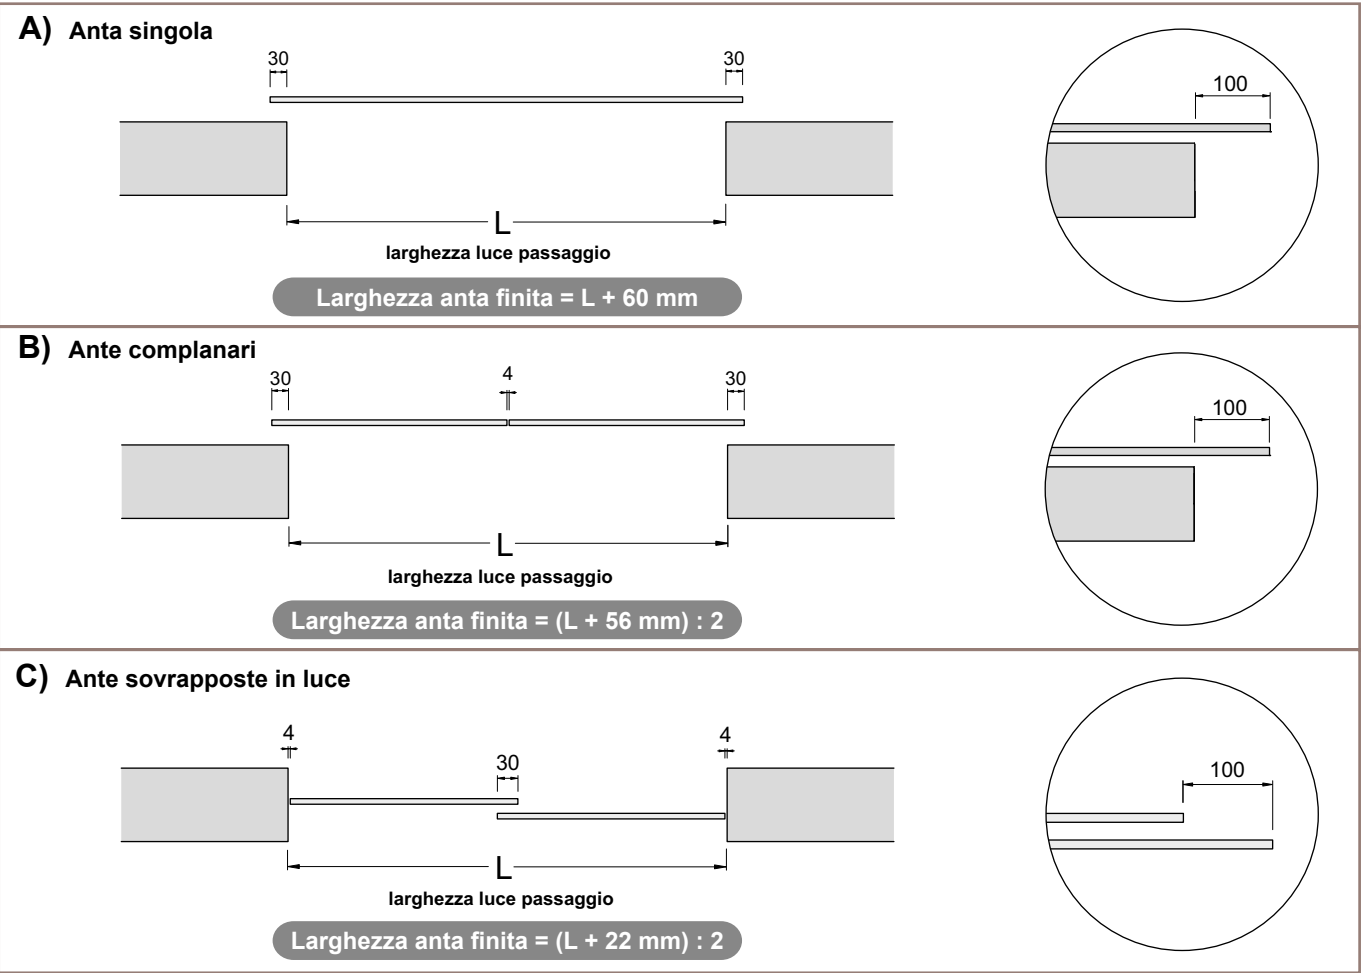 A) Anta singola
30
30
100
L
larghezza luce passaggio
Larghezza anta finita = L + 60 mm
B) Ante complanari
30
4
30
100
L
larghezza luce passaggio
Larghezza anta finita = (L + 56 mm) : 2
C) Ante sovrapposte in luce
4
30
4
100
L
larghezza luce passaggio
Larghezza anta finita = (L + 22 mm) : 2